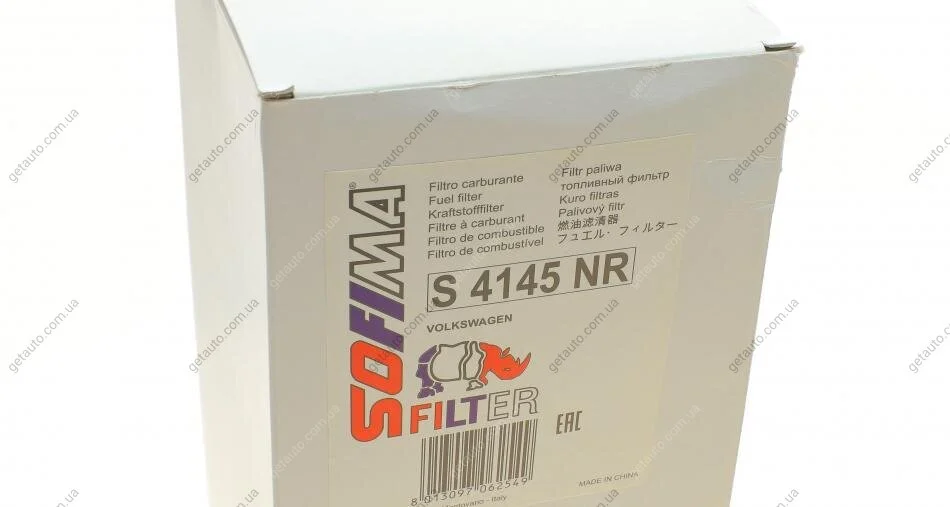 SOFIMA®
Filtro carburante
Fuel filter
Kraftstofffilter
Filtre à carburant
Filtro de combustible
Filtro de combustível
Filtr paliwa
топливный фильтр
Kuro filtras
Palivový filtr
燃油滤清器
フュエル・フィルター
S 4145 NR
VOLKSWAGEN
FILTER
EAC
8 013097 062549
MADE IN CHINA
- Italy
getauto.com.ua